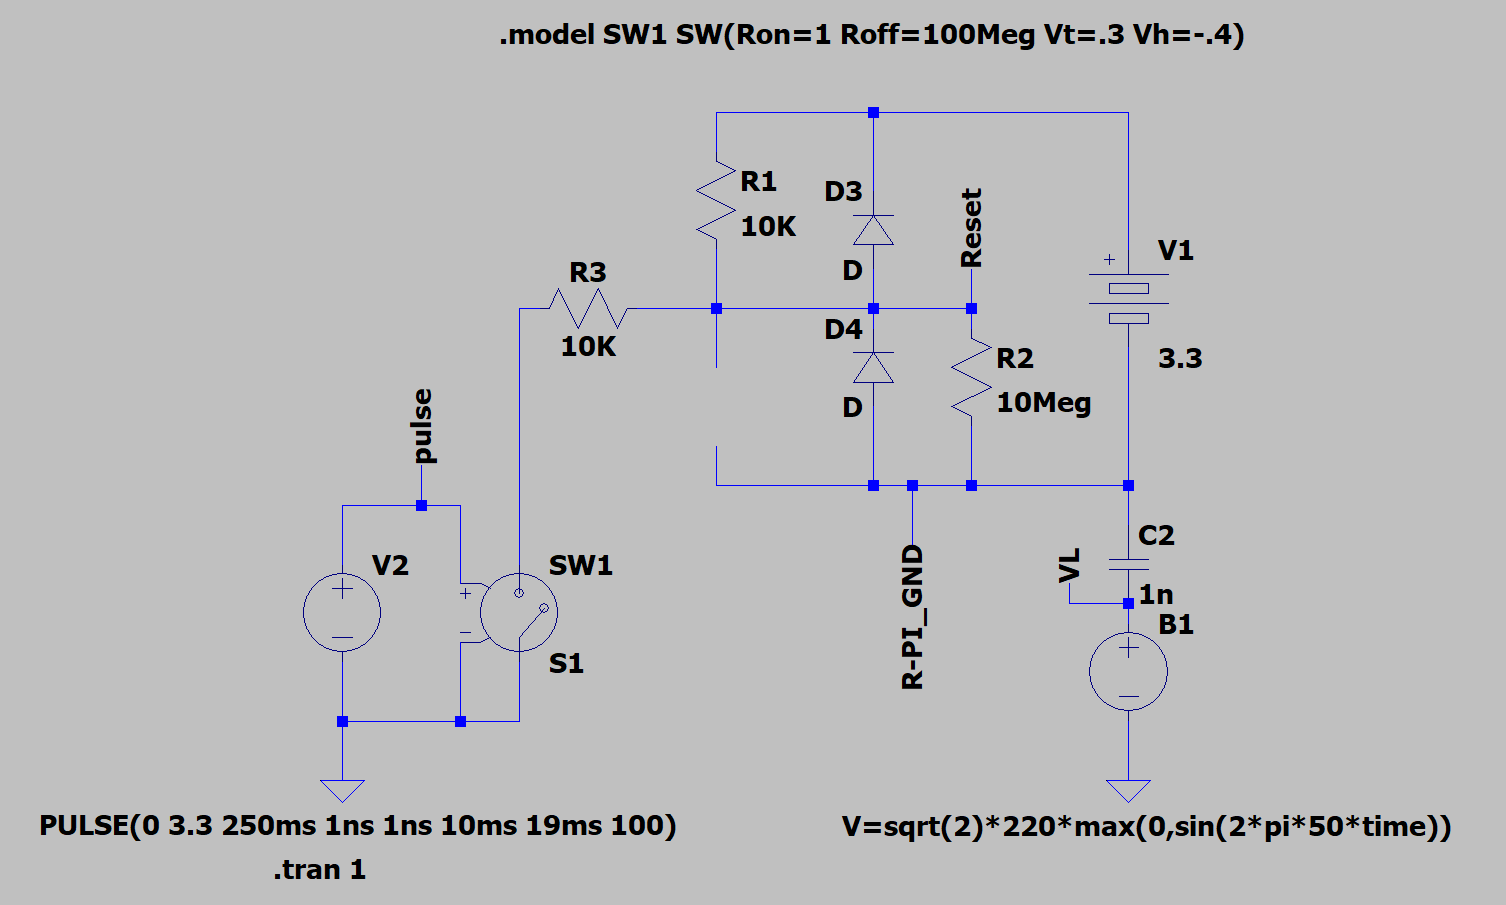 .model SW1 SW(Ron=1 Roff=100Meg Vt=.3 Vh=-.4)
R1
10K
D3
D
Reset
V1
+
3.3
R3
10K
D4
D
R2
10Meg
pulse
V2
SW1
S1
R-PI_GND
VL
C2
1n
B1
PULSE(0 3.3 250ms 1ns 1ns 10ms 19ms 100)
.tran 1
V=sqrt(2)*220*max(0,sin(2*pi*50*time))